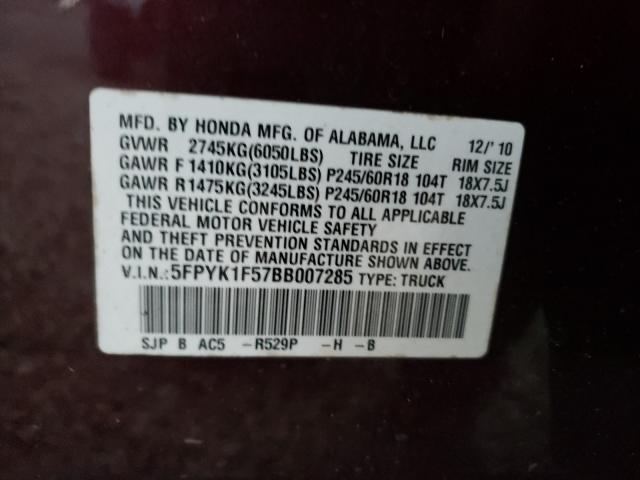 MFD. BY HONDA MFG. OF ALABAMA, LLC 12/' 10
GVWR 2745KG(6050LBS) TIRE SIZE RIM SIZE
GAWR F 1410KG(3105LBS) P245/60R18 104T 18X7.5J
GAWR R1475KG(3245LBS) P245/60R18 104T 18X7.5J
THIS VEHICLE CONFORMS TO ALL APPLICABLE
FEDERAL MOTOR VEHICLE SAFETY
AND THEFT PREVENTION STANDARDS IN EFFECT
ON THE DATE OF MANUFACTURE SHOWN ABOVE.
V.I.N.:5FPYK1F57BB007285 TYPE: TRUCK
SJP B AC5 -R529P -H -B